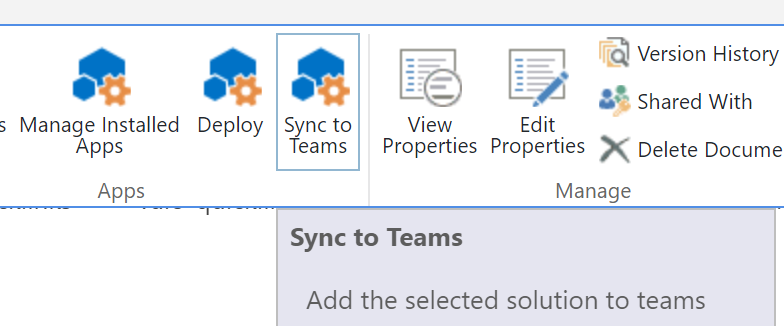 s
Manage Installed
Apps
Deploy
Sync to
Teams
Apps
View
Properties
Edit
Properties
Version History
Shared With
Delete Docume
Manage
Sync to Teams
Add the selected solution to teams